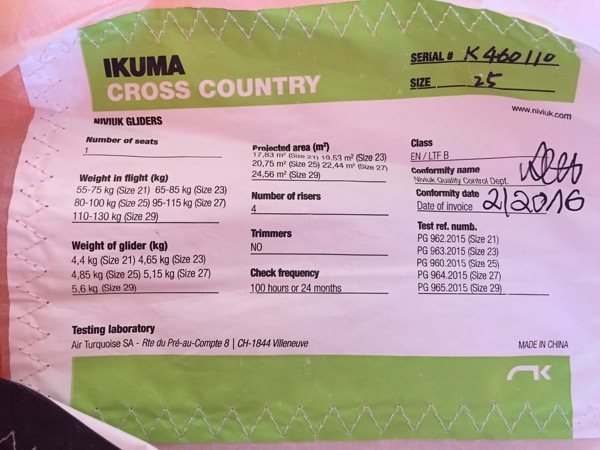 IKUMA
CROSS COUNTRY
SERIAL # K460110
SIZE 25
www.niviuk.com
NIVIUK GLIDERS
Number of seats
1
Weight in flight (kg)
55-75 kg (Size 21) 65-85 kg (Size 23)
80-100 kg (Size 25) 95-115 kg (Size 27)
110-130 kg (Size 29)
Weight of glider (kg)
4,4 kg (Size 21) 4,65 kg (Size 23)
4,85 kg (Size 25) 5,15 kg (Size 27)
5,6 kg (Size 29)
Projected area (m²)
17,83 m² (Size 21) 19,53 m² (Size 23)
20,75 m² (Size 25) 22,44 m² (Size 27)
24,56 m² (Size 29)
Number of risers
4
Trimmers
NO
Check frequency
100 hours or 24 months
Class
EN / LTF B
Conformity name
Niviuk Quality Control Dept.
Conformity date
Date of invoice 2/2016
Test ref. numb.
PG 962.2015 (Size 21)
PG 963.2015 (Size 23)
PG 960.2015 (Size 25)
PG 964.2015 (Size 27)
PG 965.2015 (Size 29)
Testing laboratory
Air Turquoise SA - Rte du Pré-au-Compte 8 | CH-1844 Villeneuve
MADE IN CHINA